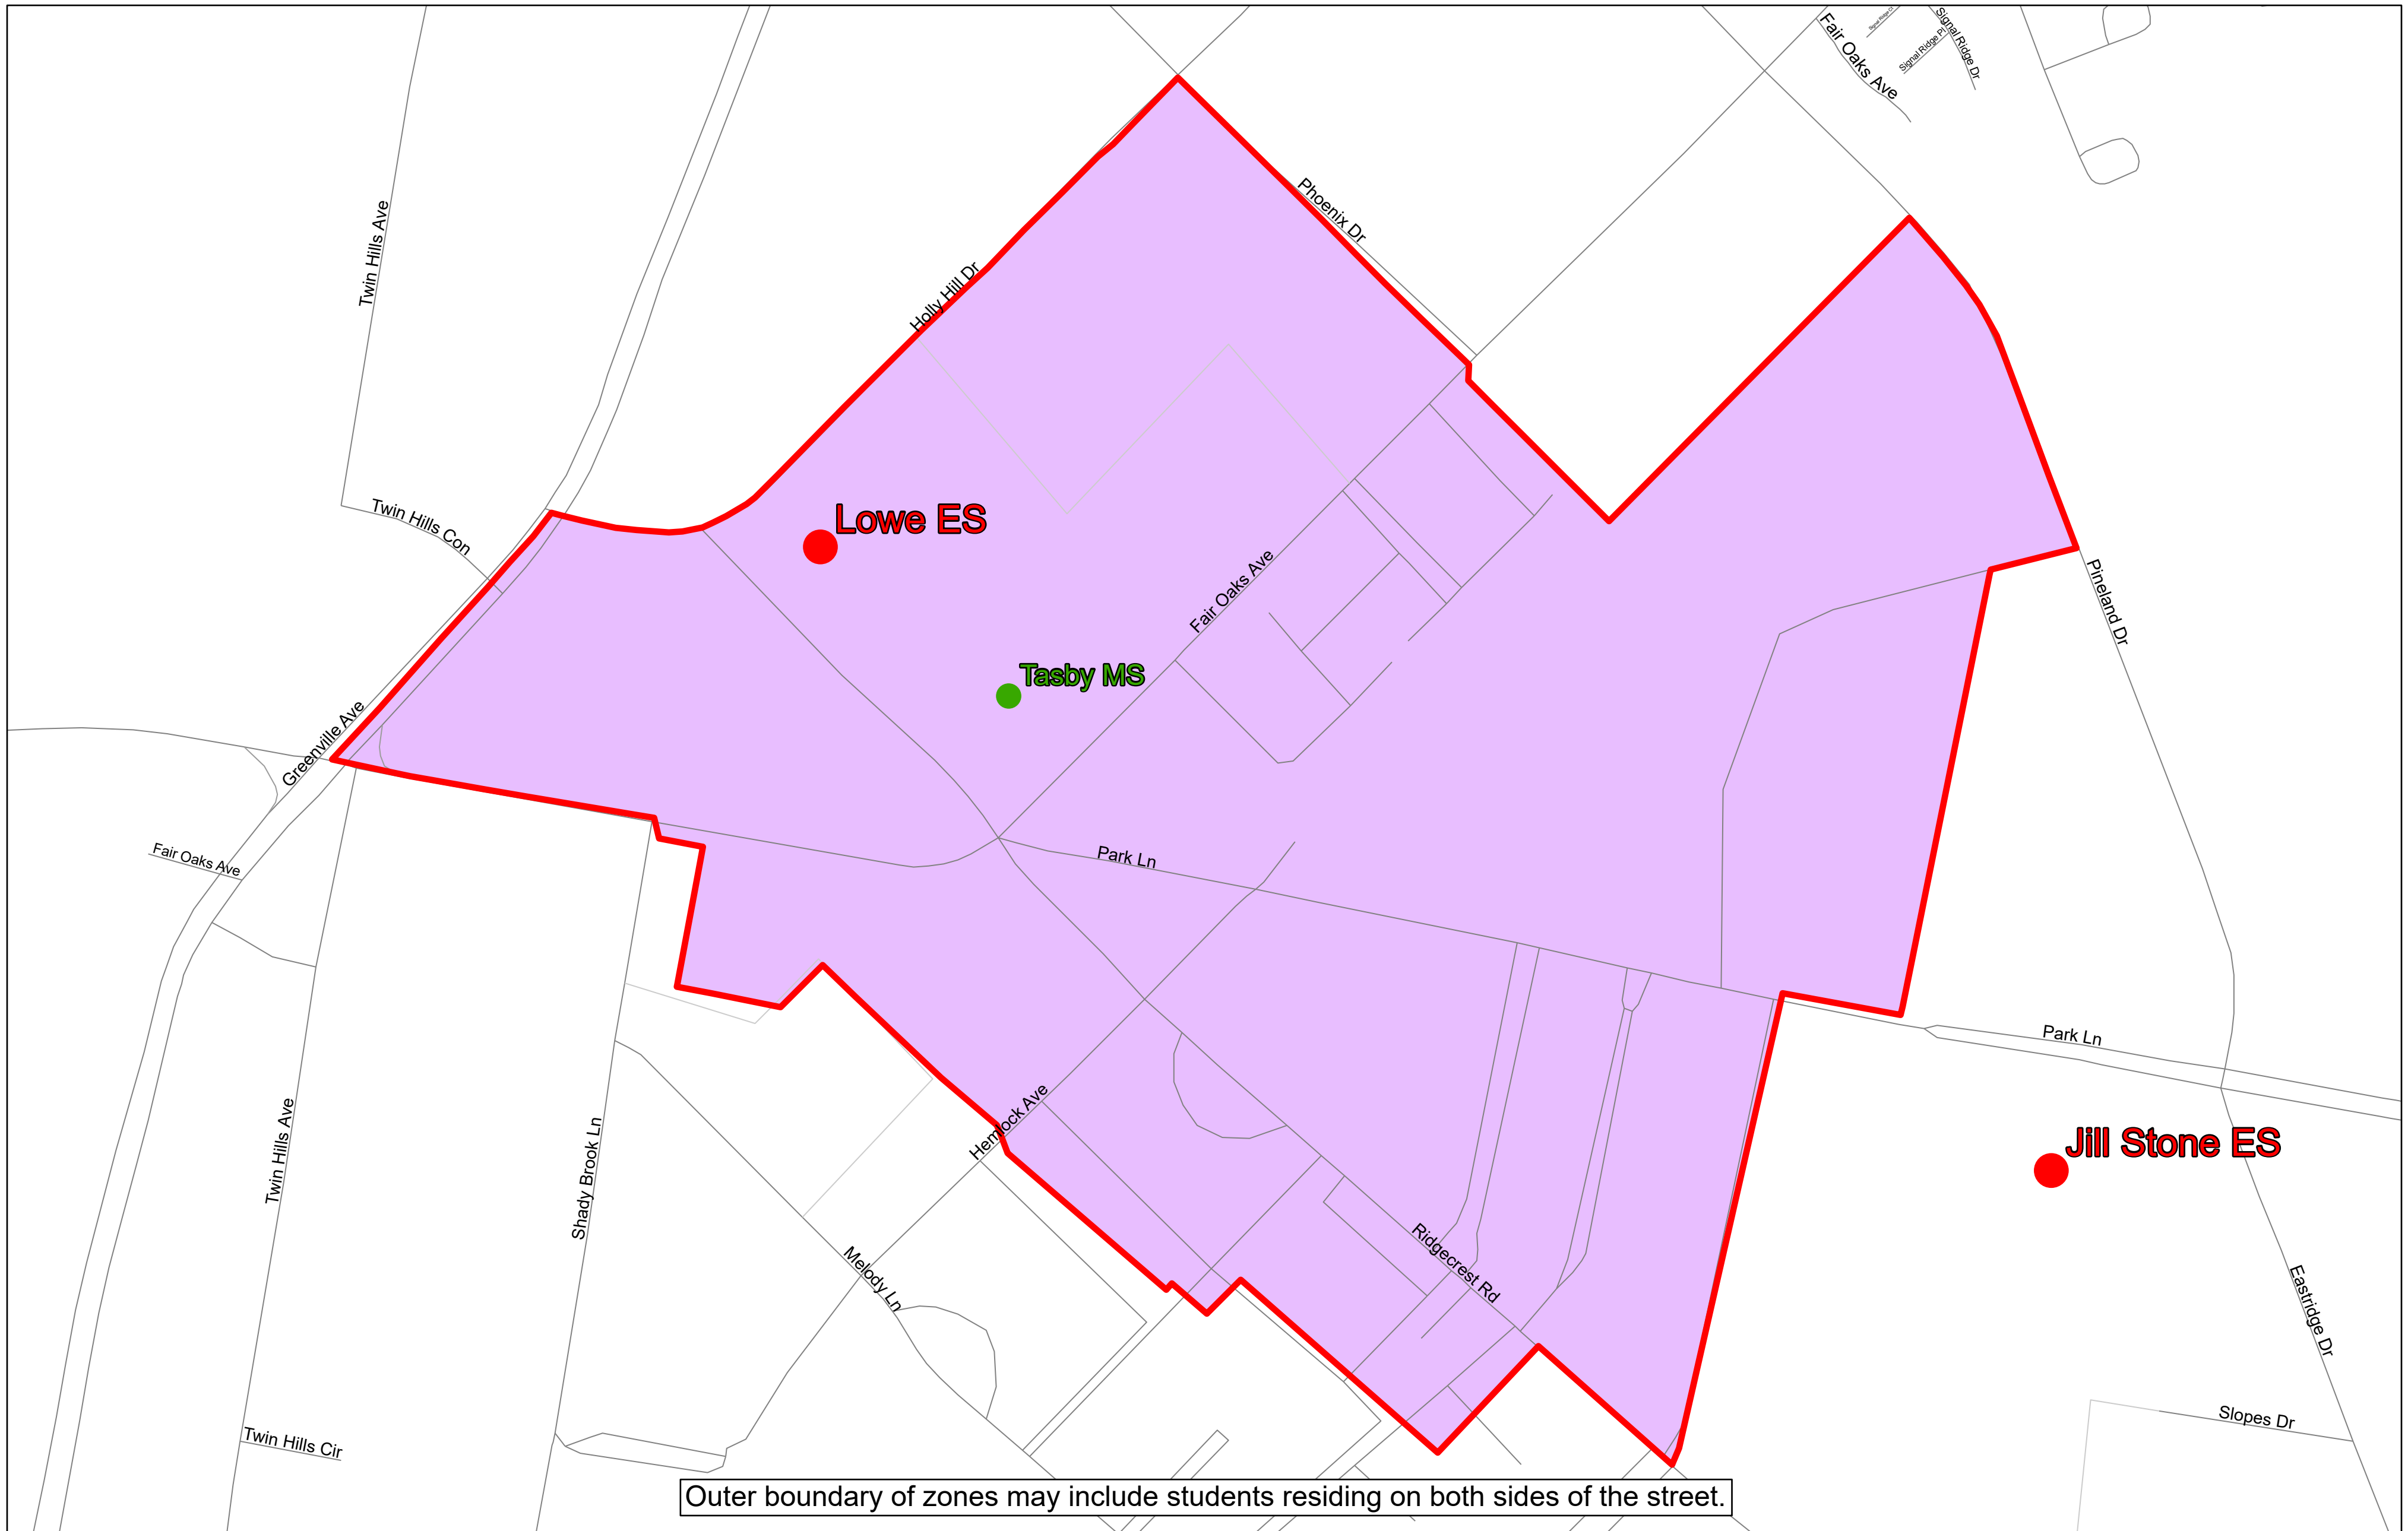 Fair Oaks Ave
Signal Ridge Ct
Signal Ridge Pl
Signal Ridge Dr
Phoenix Dr
Twin Hills Ave
Holly Hill Dr
Lowe ES
Twin Hills Con
Fair Oaks Ave
Pineland Dr
Tasby MS
Greenville Ave
Fair Oaks Ave
Park Ln
Park Ln
Hemlock Ave
Twin Hills Ave
Shady Brook Ln
Jill Stone ES
Melody Ln
Ridgecrest Rd
Eastridge Dr
Twin Hills Cir
Slopes Dr
Outer boundary of zones may include students residing on both sides of the street.